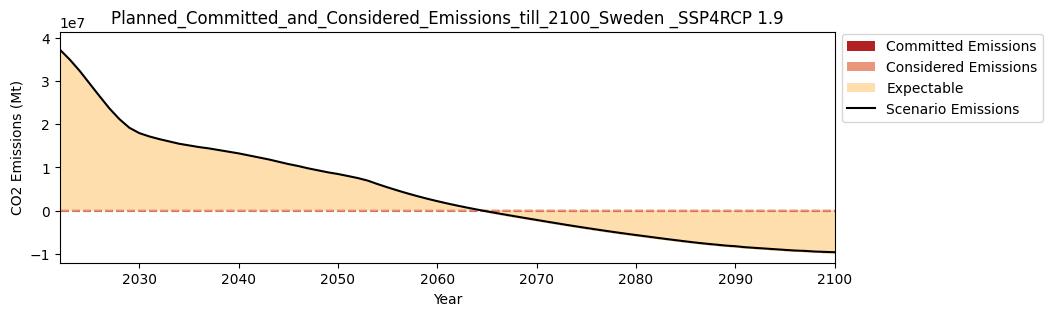 Planned_Committed_and_Considered_Emissions_till_2100_Sweden _SSP4RCP 1.9
1e7
4
3
2
1
0
−1
CO2 Emissions (Mt)
2030 2040 2050 2060 2070 2080 2090 2100
Year
Committed Emissions
Considered Emissions
Expectable
Scenario Emissions